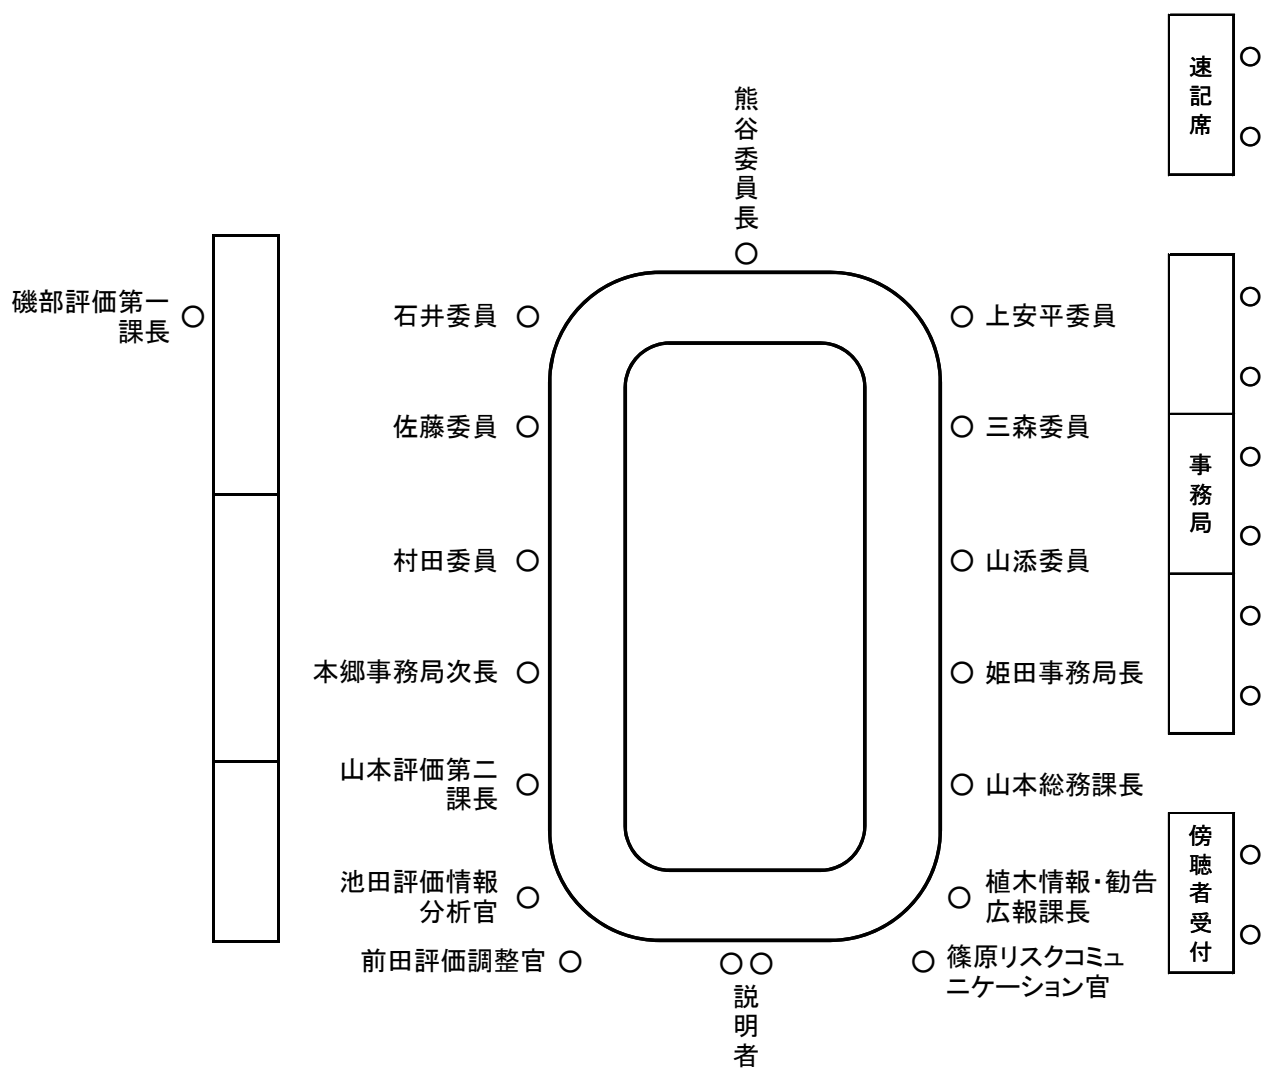 速記席
熊谷委員長
磯部評価第一
課長
石井委員
上安平委員
佐藤委員
三森委員
事務局
村田委員
山添委員
本郷事務局次長
姫田事務局長
山本評価第二
課長
山本総務課長
池田評価情報
分析官
植木情報・勧告
広報課長
傍聴者受付
前田評価調整官
篠原リスクコミュ
ニケーション官
説明者